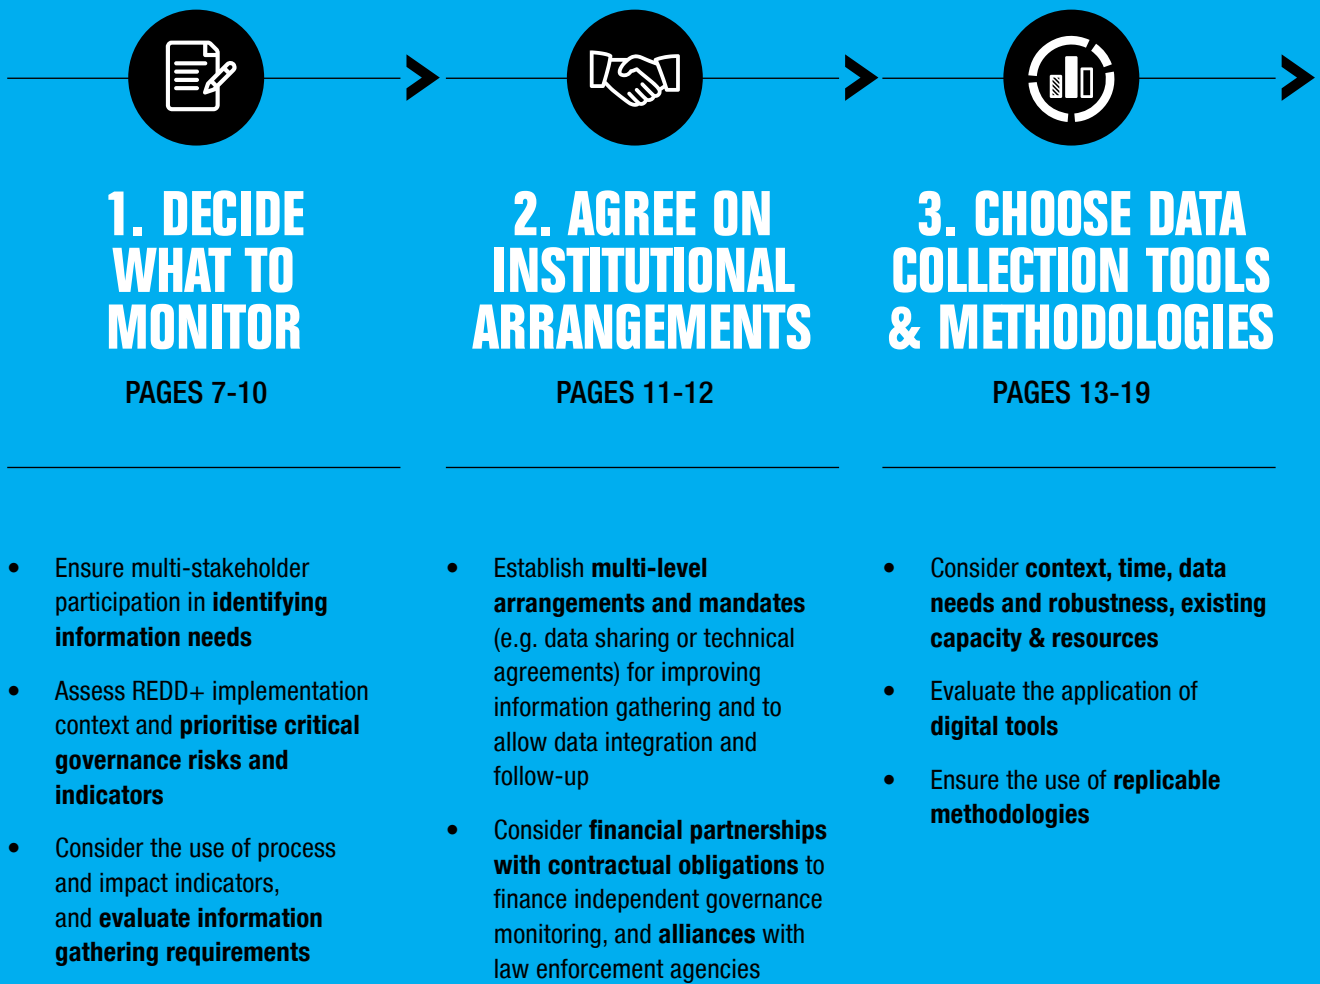 1. DECIDE
WHAT TO
MONITOR
PAGES 7-10
• Ensure multi-stakeholder
participation in identifying
information needs
• Assess REDD+ implementation
context and prioritise critical
governance risks and
indicators
• Consider the use of process
and impact indicators,
and evaluate information
gathering requirements
2. AGREE ON
INSTITUTIONAL
ARRANGEMENTS
PAGES 11-12
• Establish multi-level
arrangements and mandates
(e.g. data sharing or technical
agreements) for improving
information gathering and to
allow data integration and
follow-up
• Consider financial partnerships
with contractual obligations to
finance independent governance
monitoring, and alliances with
law enforcement agencies
3. CHOOSE DATA
COLLECTION TOOLS
& METHODOLOGIES
PAGES 13-19
• Consider context, time, data
needs and robustness, existing
capacity & resources
• Evaluate the application of
digital tools
• Ensure the use of replicable
methodologies